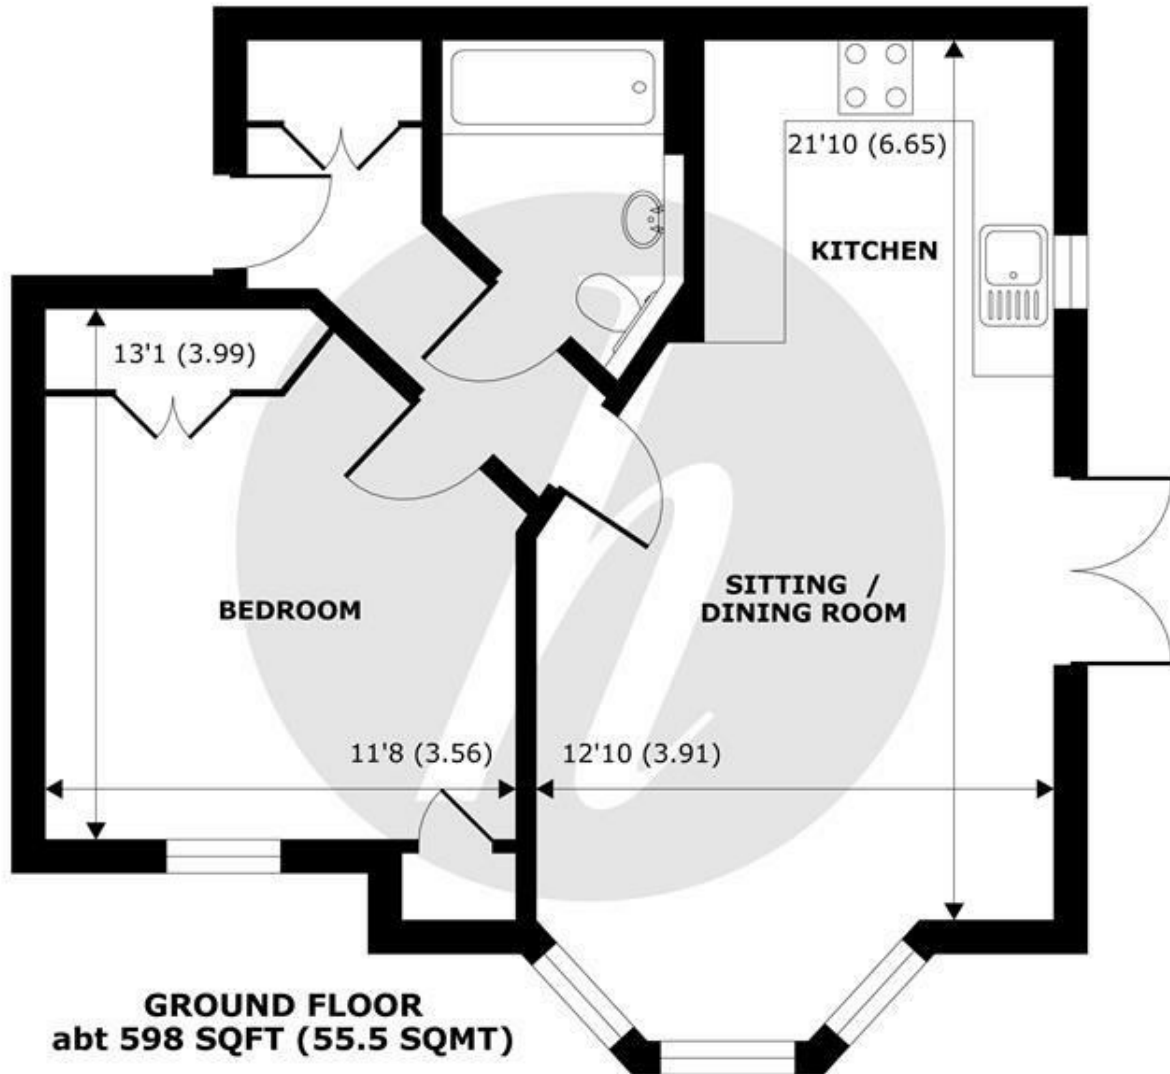 21'10 (6.65)
KITCHEN
13'1 (3.99)
BEDROOM
SITTING /
DINING ROOM
11'8 (3.56)
12'10 (3.91)
GROUND FLOOR
abt 598 SQFT (55.5 SQMT)
h